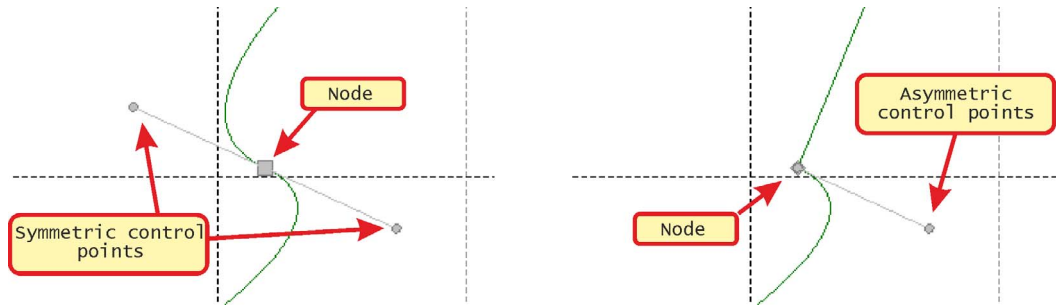 Node
Symmetric control
points
Asymmetric
control points
Node